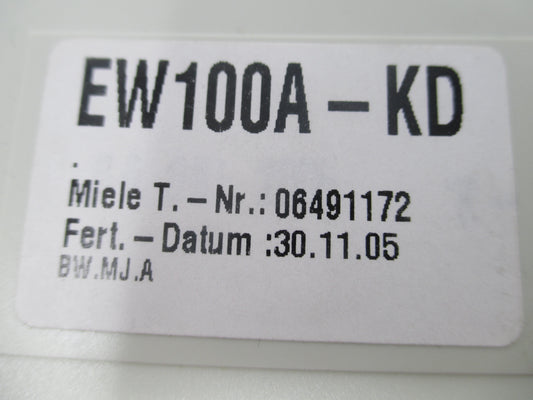 EW100A – KD
.
Miele T. – Nr.: 06491172
Fert. – Datum :30.11.05
BW.MJ.A